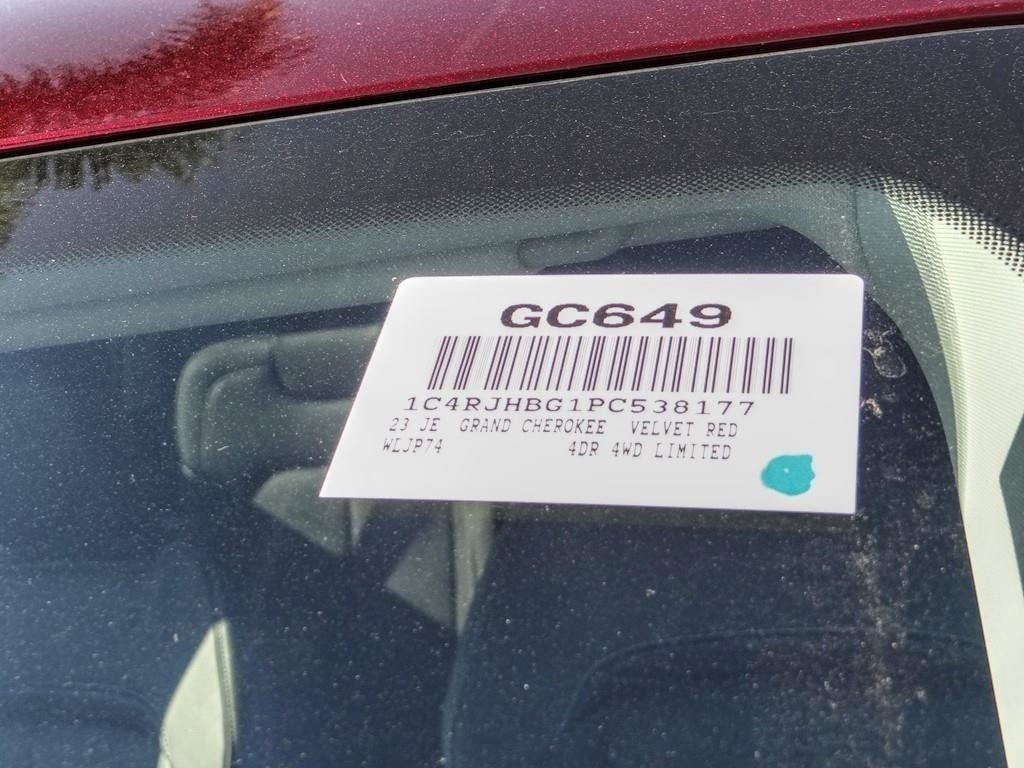 GC649
1C4RJHBG1PC538177
23 JE GRAND CHEROKEE VELVET RED
WLJP74 4DR 4WD LIMITED